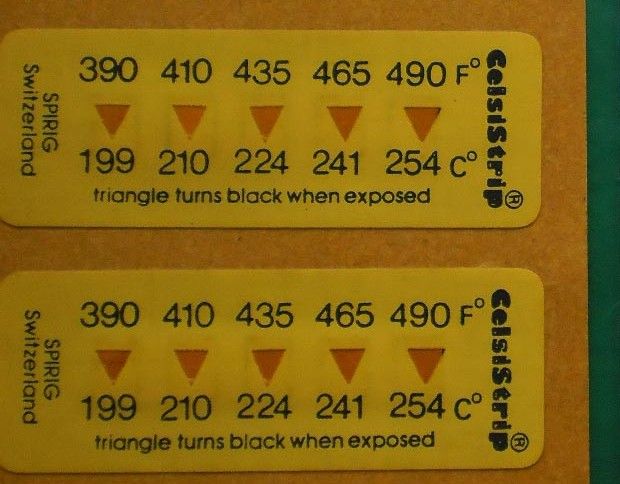 SPIRIG
Switzerland
390 410 435 465 490 F°
199 210 224 241 254 C°
triangle turns black when exposed
CelsiStrip®
SPIRIG
Switzerland
390 410 435 465 490 F°
199 210 224 241 254 C°
triangle turns black when exposed
CelsiStrip®